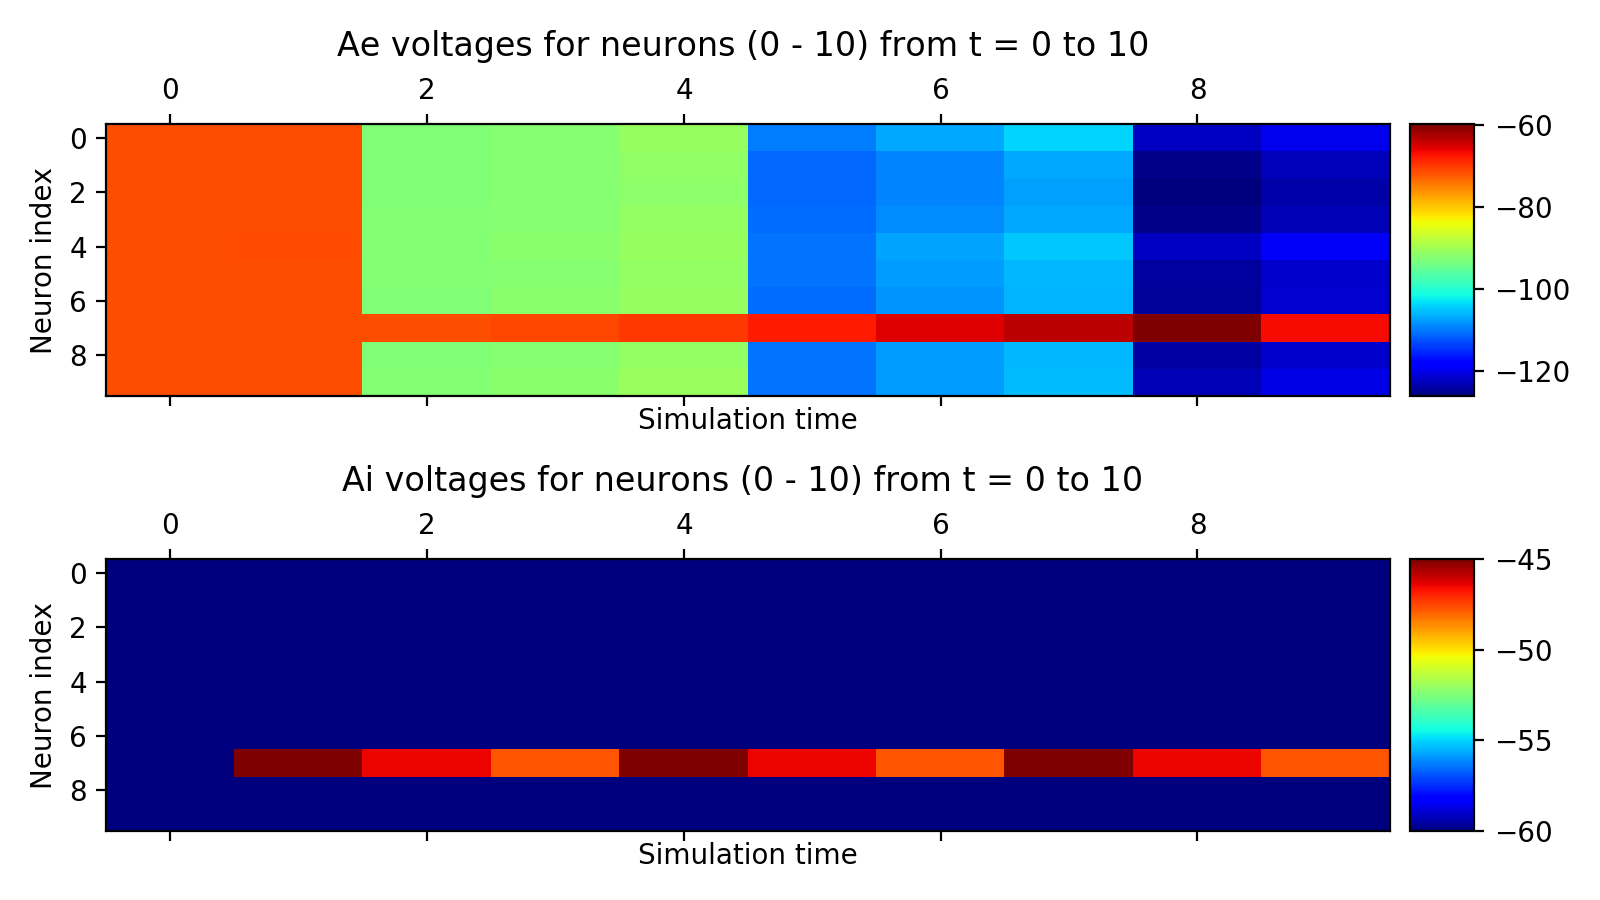 Ae voltages for neurons (0 - 10) from t = 0 to 10
0 2 4 6 8
Neuron index
0
2
4
6
8
−60
−80
−100
−120
Simulation time
Ai voltages for neurons (0 - 10) from t = 0 to 10
0 2 4 6 8
Neuron index
0
2
4
6
8
−45
−50
−55
−60
Simulation time